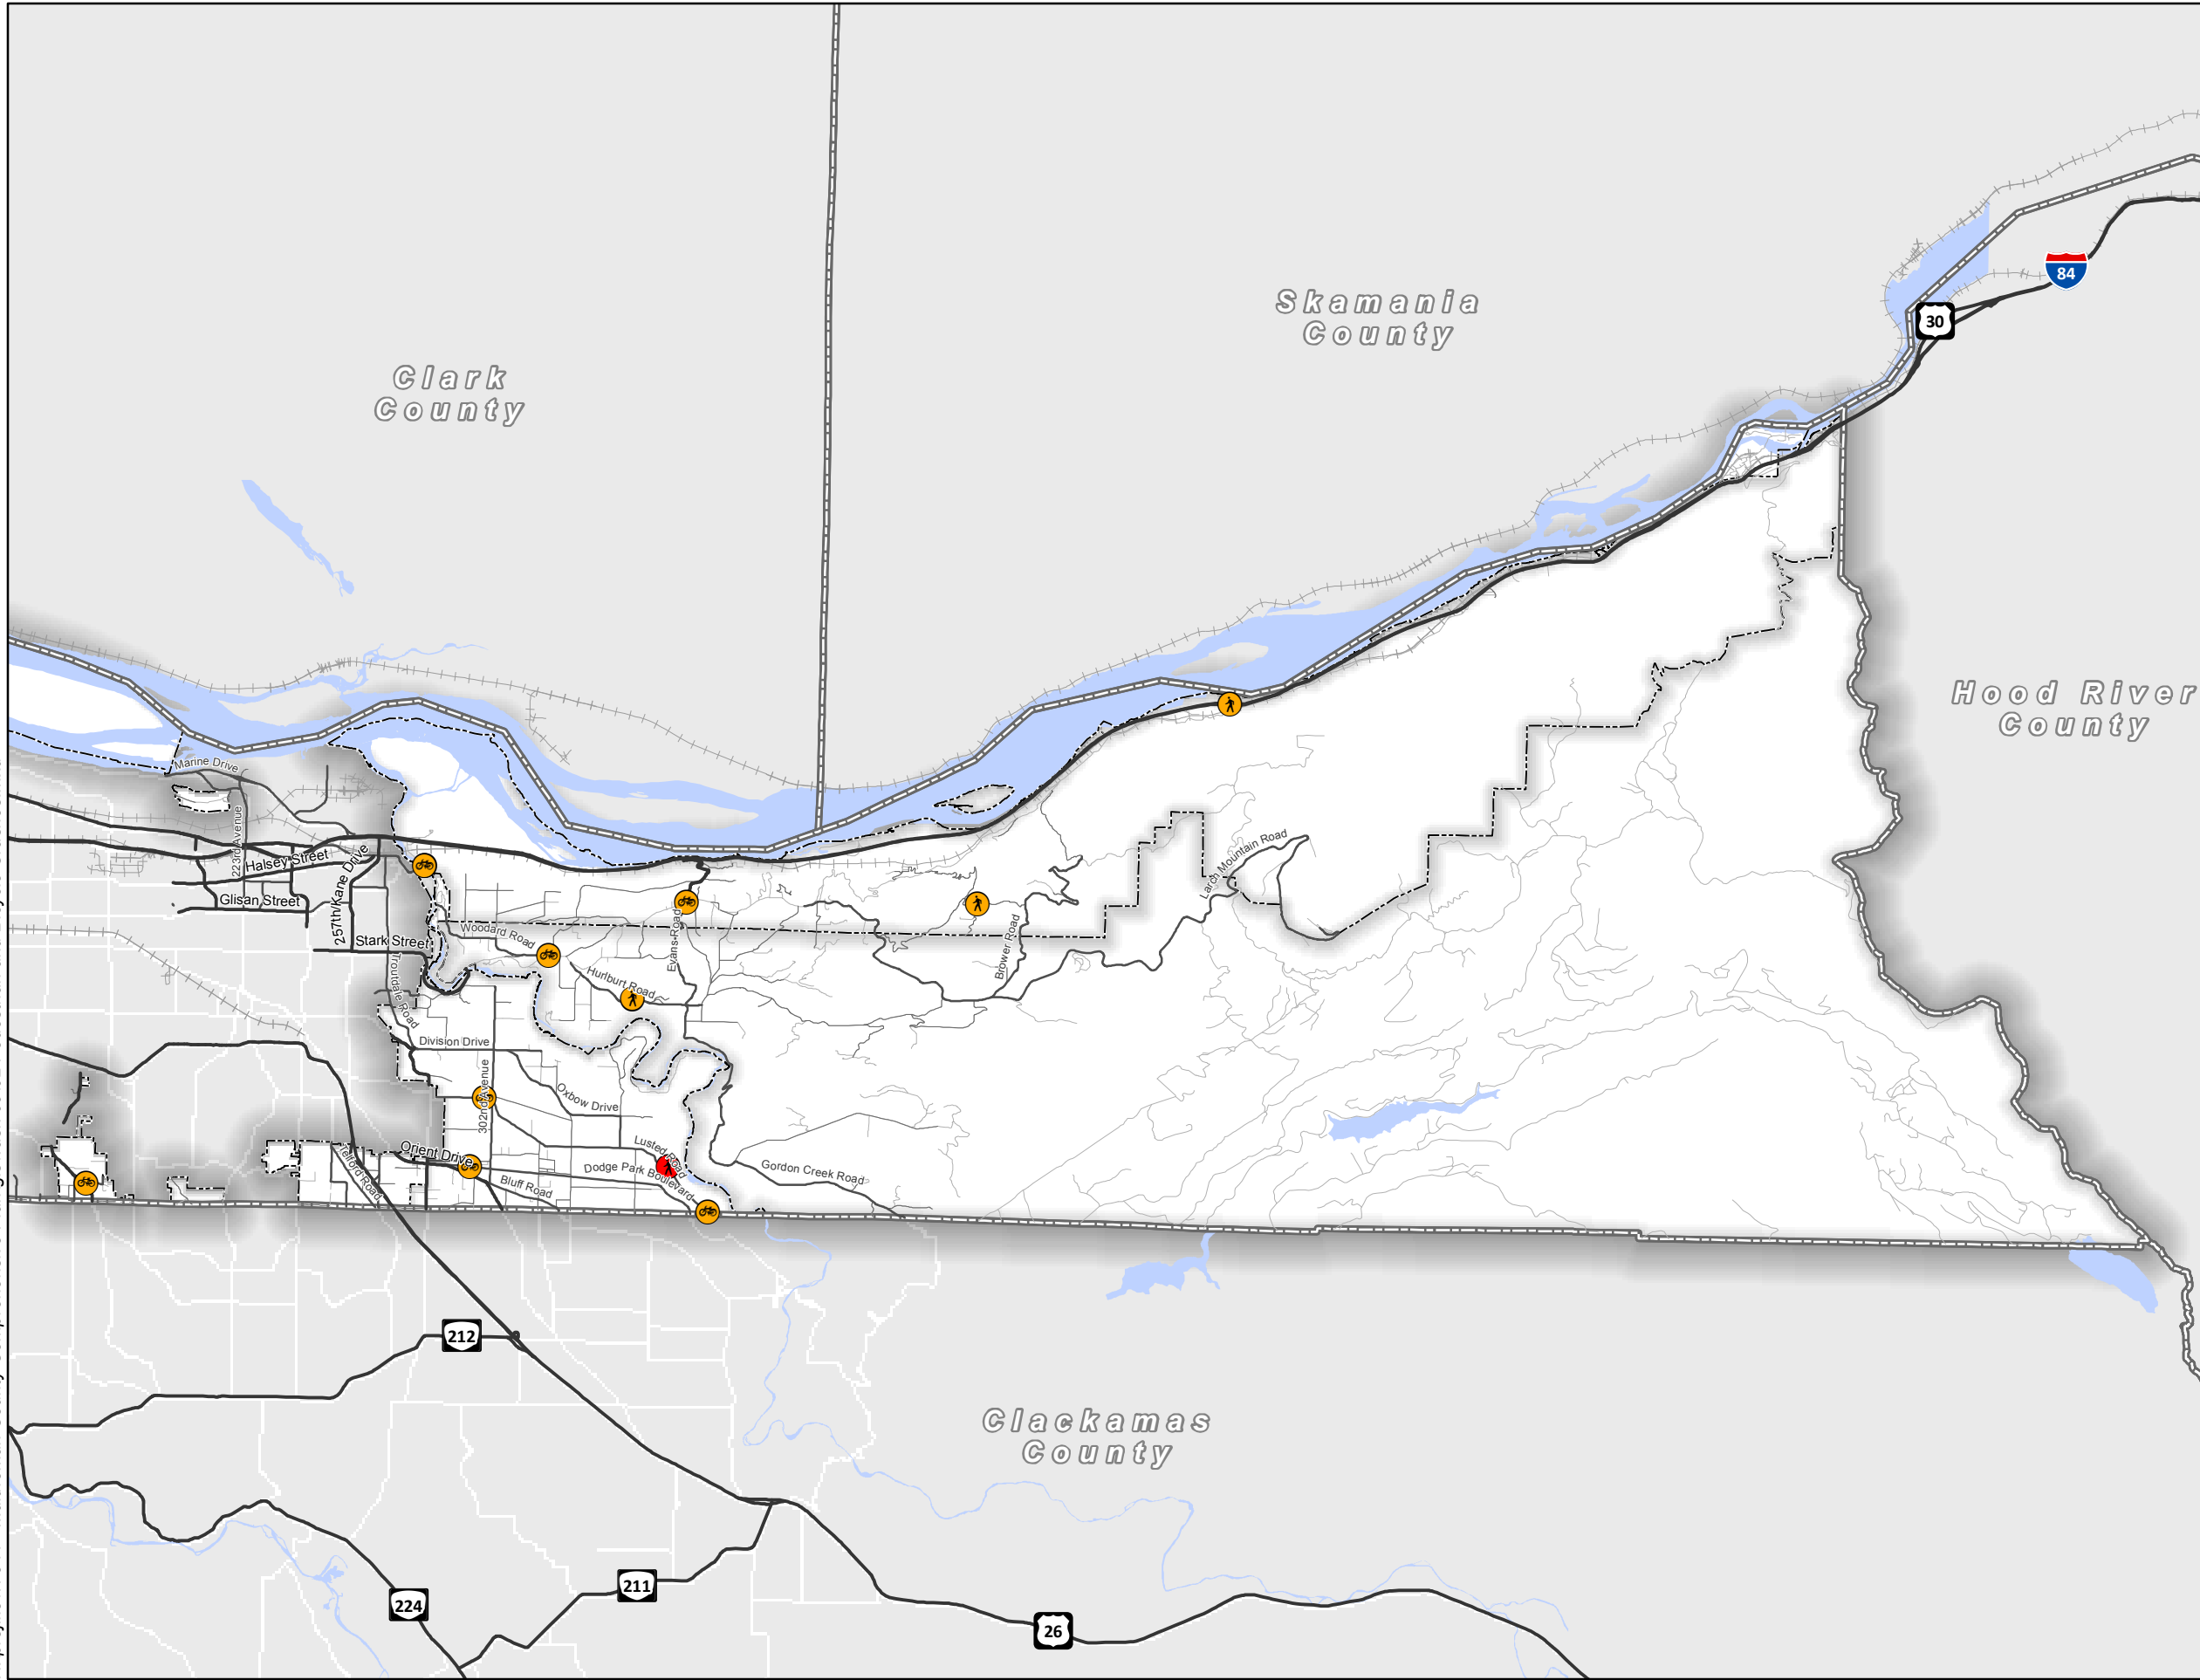 84
30
Skamania
County
Clark
County
Hood River
County
Marine Drive
223rd Avenue
Halsey Street
257th/Kane Drive
Glisan Street
Stark Street
Troutdale Road
Woodard Road
Evans Road
Hurlburt Road
Larch Mountain Road
Brower Road
Division Drive
302nd Avenue
Oxbow Drive
Orient Drive
Telford Road
Lusted Road
Dodge Park Boulevard
Bluff Road
Gordon Creek Road
212
Clackamas
County
211
224
26